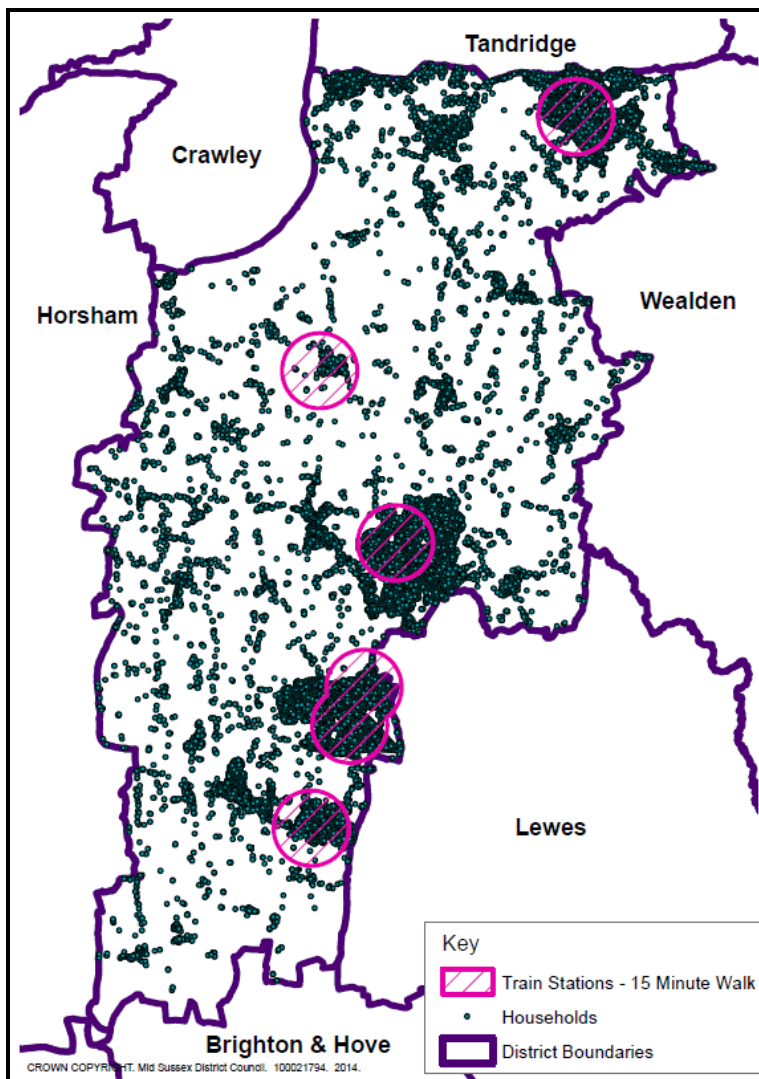 Tandridge
Crawley
Horsham
Wealden
Lewes
Key
Train Stations - 15 Minute Walk
Households
District Boundaries
Brighton & Hove
CROWN COPYRIGHT. Mid Sussex District Council. 100021794. 2014.